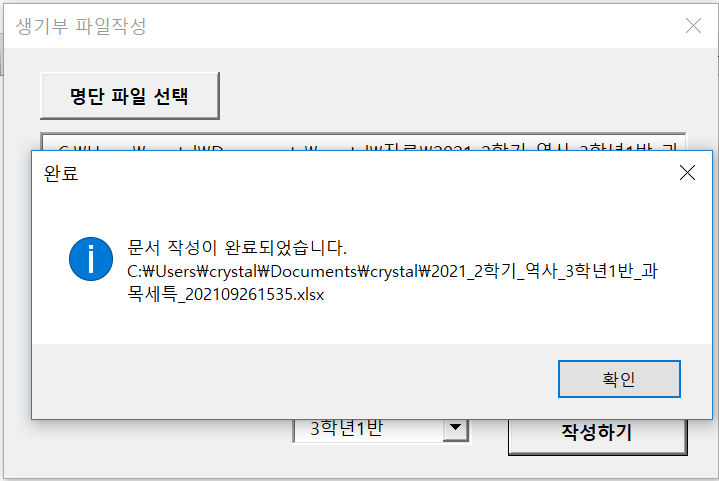 생기부 파일작성
명단 파일 선택
완료
문서 작성이 완료되었습니다.
C:₩Users₩crystal₩Documents₩crystal₩2021_2학기_역사_3학년1반_과
목세특_202109261535.xlsx
확인
3학년1반
작성하기